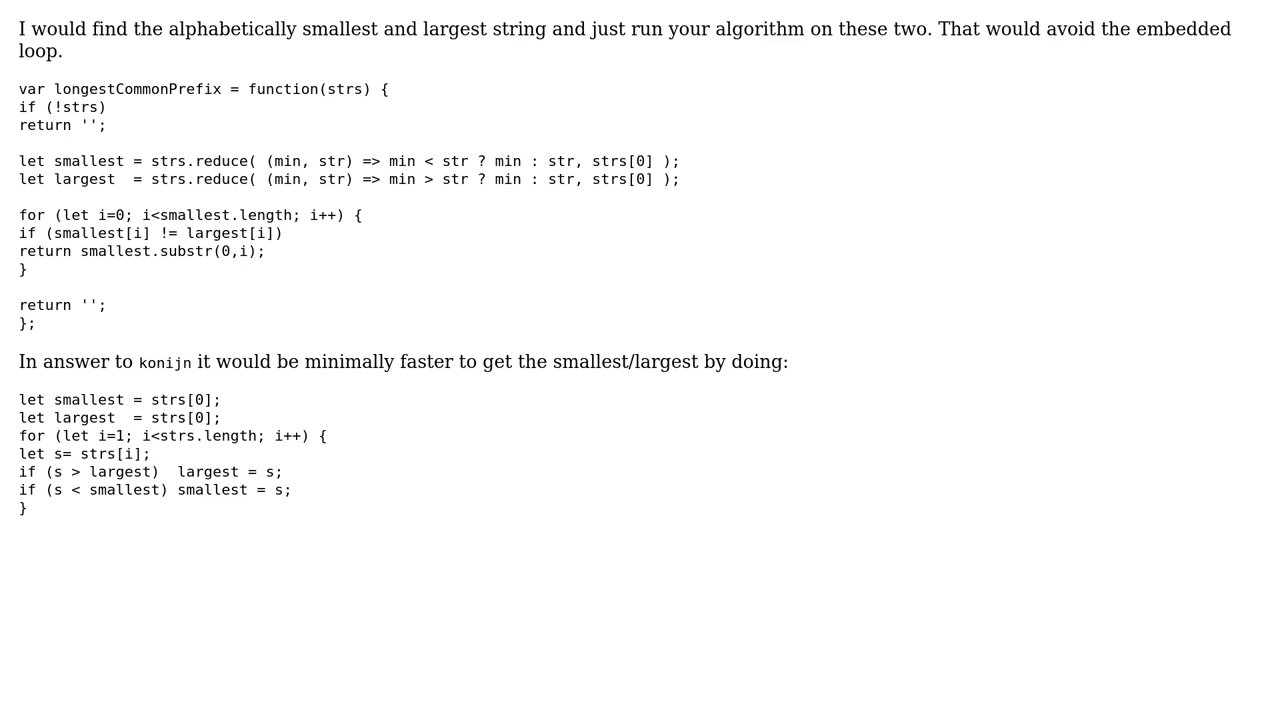 I would find the alphabetically smallest and largest string and just run your algorithm on these two. That would avoid the embedded
loop.
var longestCommonPrefix = function(strs) {
if (!strs)
return '';
let smallest = strs.reduce( (min, str) => min < str ? min : str, strs[0] );
let largest  = strs.reduce( (min, str) => min > str ? min : str, strs[0] );
for (let i=0; i<smallest.length; i++) {
if (smallest[i] != largest[i])
return smallest.substr(0,i);
}
return '';
};
In answer to konijn it would be minimally faster to get the smallest/largest by doing:
let smallest = strs[0];
let largest  = strs[0];
for (let i=1; i<strs.length; i++) {
let s= strs[i];
if (s > largest)  largest = s;
if (s < smallest) smallest = s;
}